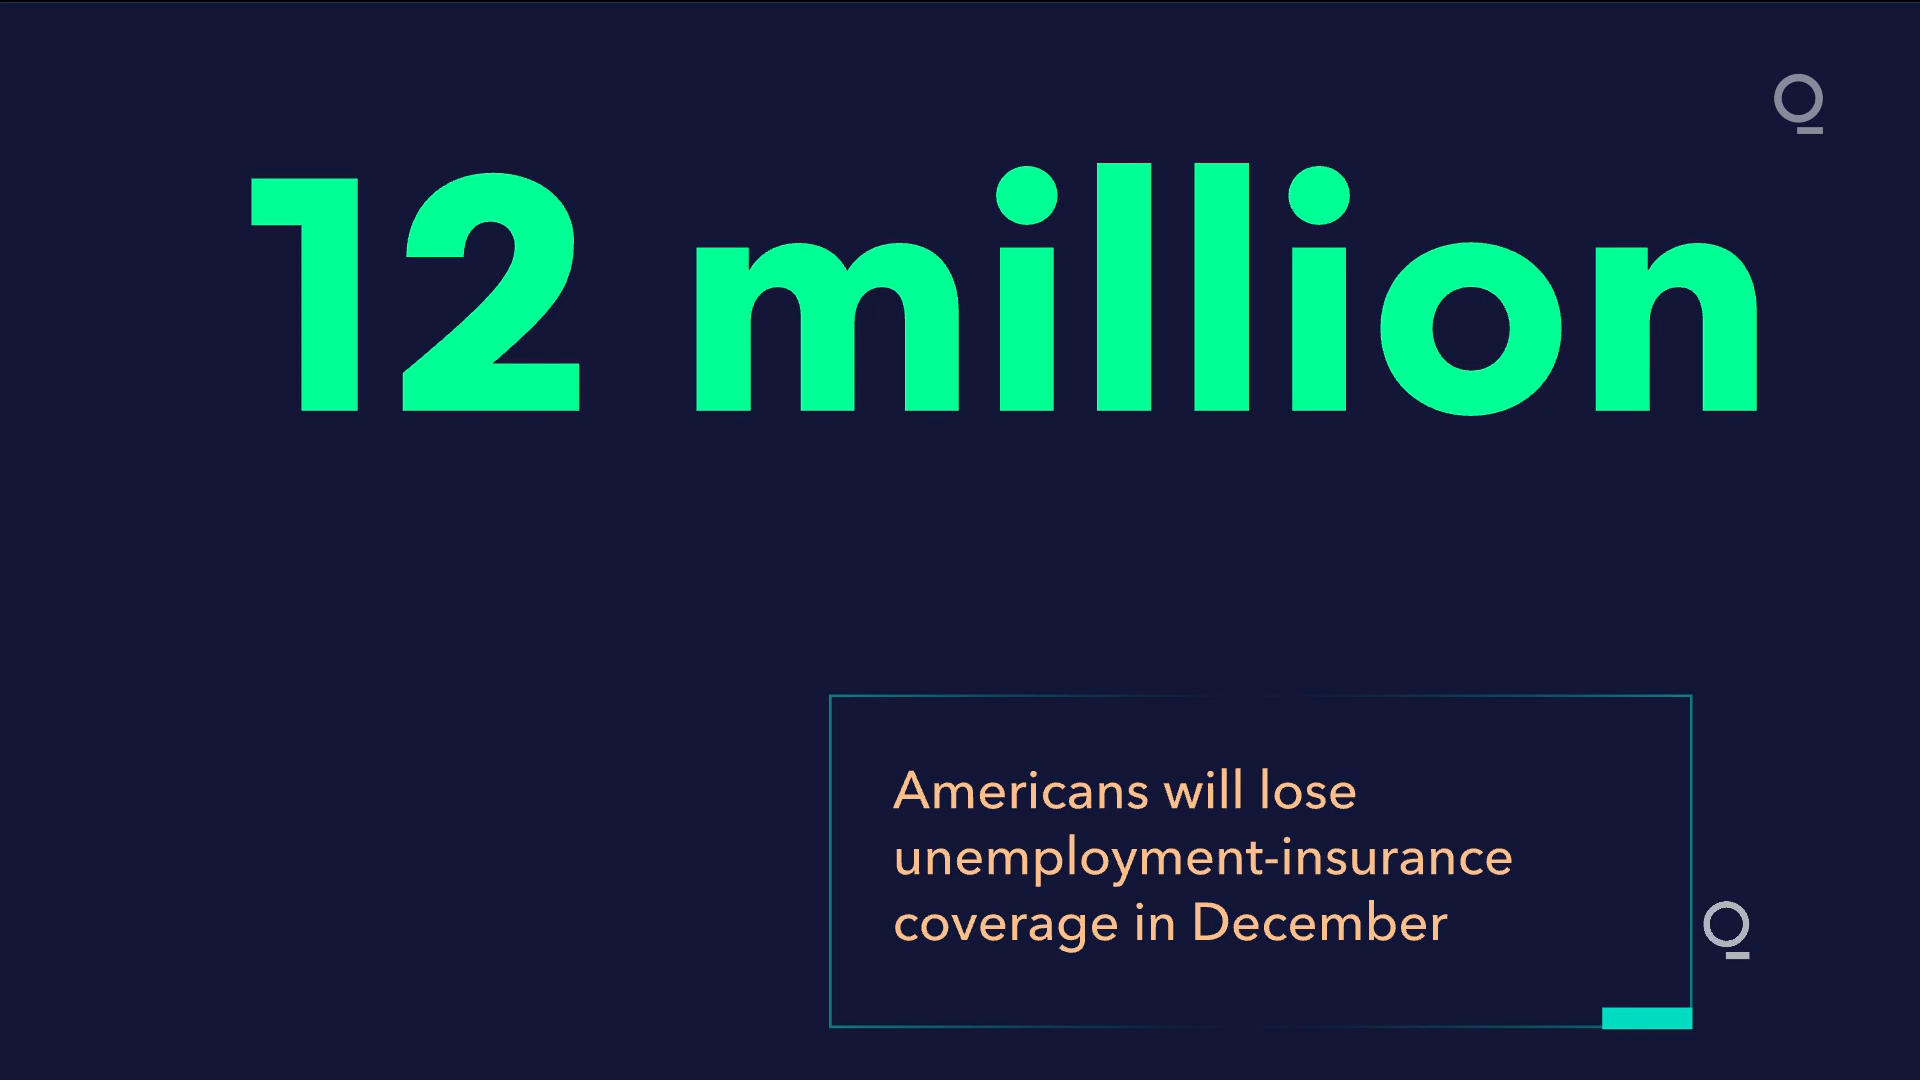 12 million
Americans will lose
unemployment-insurance
coverage in December